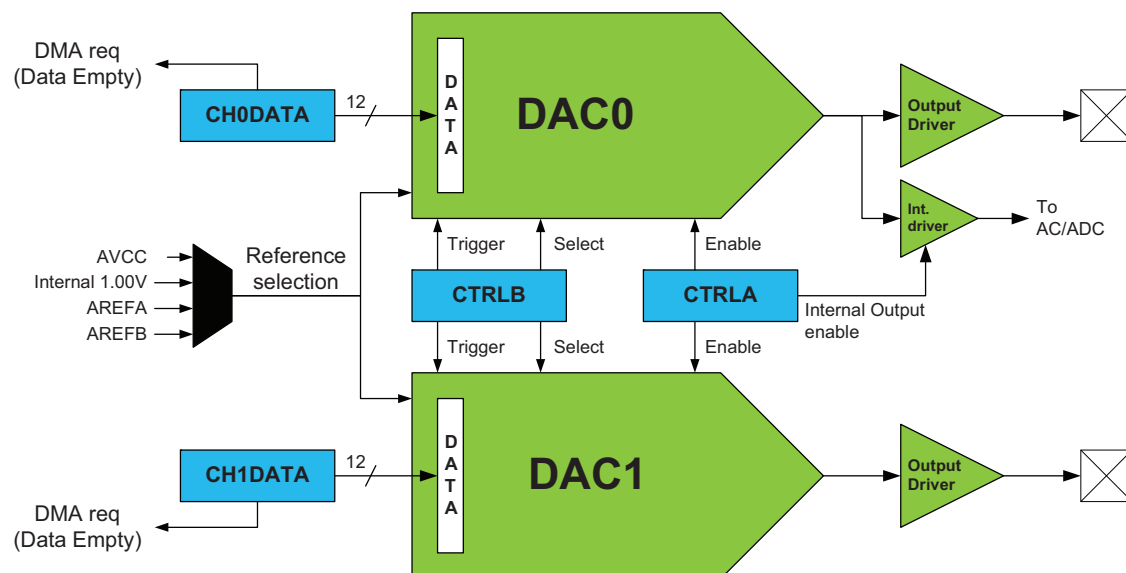 DMA req
(Data Empty)
CH0DATA
12
D
A
T
A
DAC0
Output
Driver
Int.
driver
To
AC/ADC
AVCC
Internal 1.00V
AREFA
AREFB
Reference
selection
Trigger
Select
Enable
CTRLB
CTRLA
Internal Output
enable
Trigger
Select
Enable
CH1DATA
12
D
A
T
A
DAC1
Output
Driver
DMA req
(Data Empty)